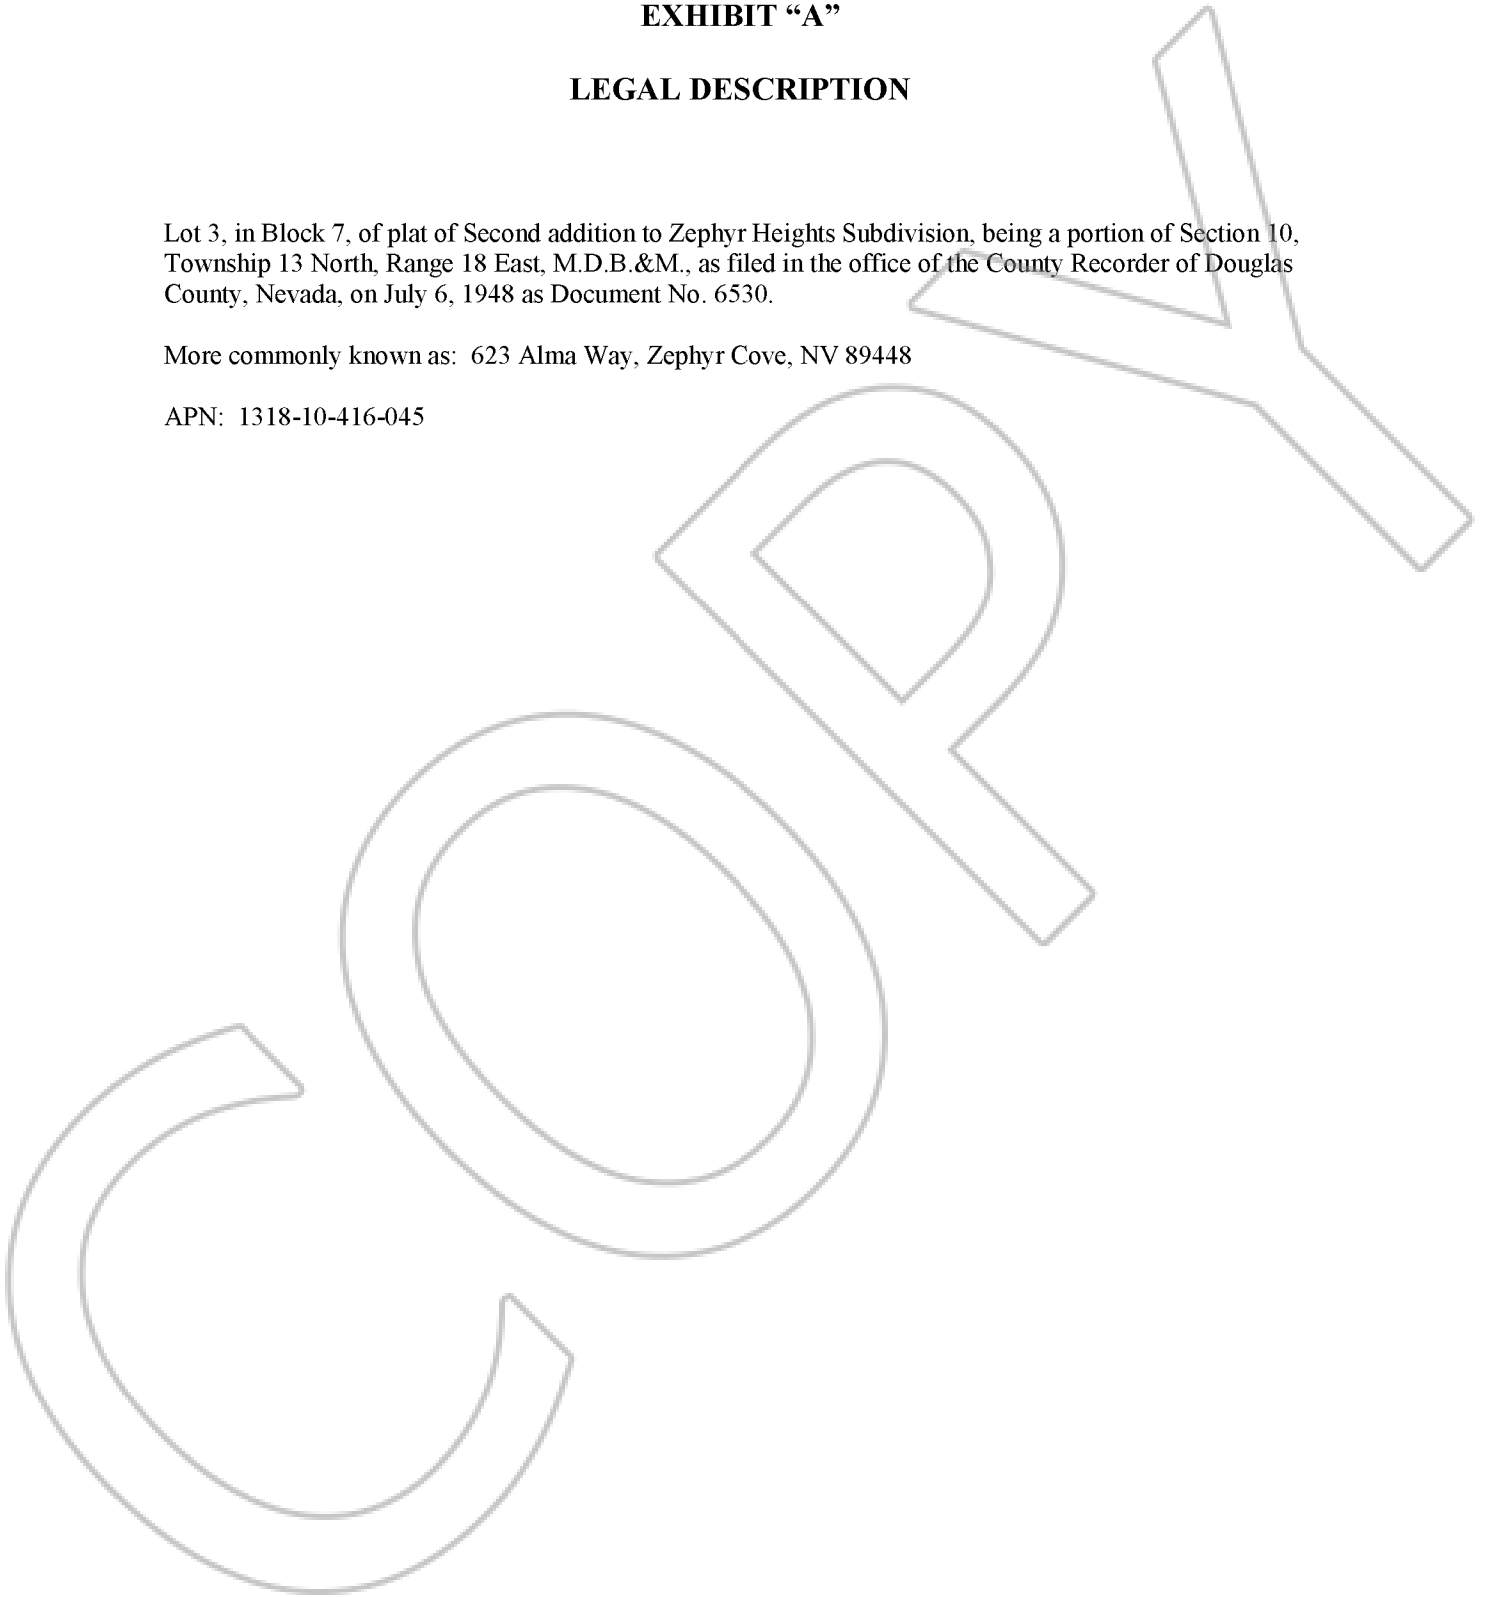 EXHIBIT “A”
LEGAL DESCRIPTION
Lot 3, in Block 7, of plat of Second addition to Zephyr Heights Subdivision, being a portion of Section 10,
Township 13 North, Range 18 East, M.D.B.&M., as filed in the office of the County Recorder of Douglas
County, Nevada, on July 6, 1948 as Document No. 6530.
More commonly known as:  623 Alma Way, Zephyr Cove, NV 89448
APN:  1318-10-416-045
COPY